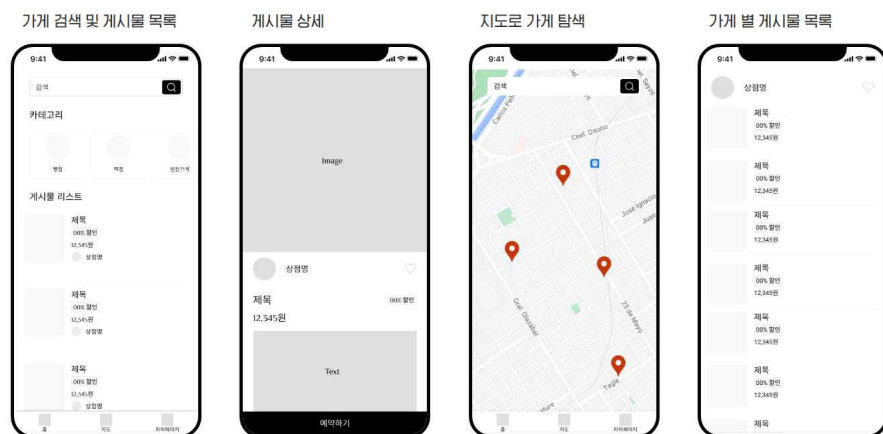 가게 검색 및 게시물 목록
9:41
검색
카테고리
빵집
떡집
반찬가게
게시물 리스트
제목
00% 할인
12,345원
상점명
제목
00% 할인
12,345원
상점명
제목
00% 할인
12,345원
상점명
홈
지도
마이페이지
게시물 상세
9:41
Image
상점명
제목
00% 할인
12,345원
Text
예약하기
지도로 가게 탐색
9:41
검색
Carlos Pe
Cnel. Osorio
José Ignacio
Juan
Gral. Olazábal
25 de Mayo
Tagle
홈
지도
마이페이지
가게 별 게시물 목록
9:41
상점명
제목
00% 할인
12,345원
제목
00% 할인
12,345원
제목
00% 할인
12,345원
제목
00% 할인
12,345원
제목
00% 할인
12,345원
제목
00% 할인
12,345원
제목